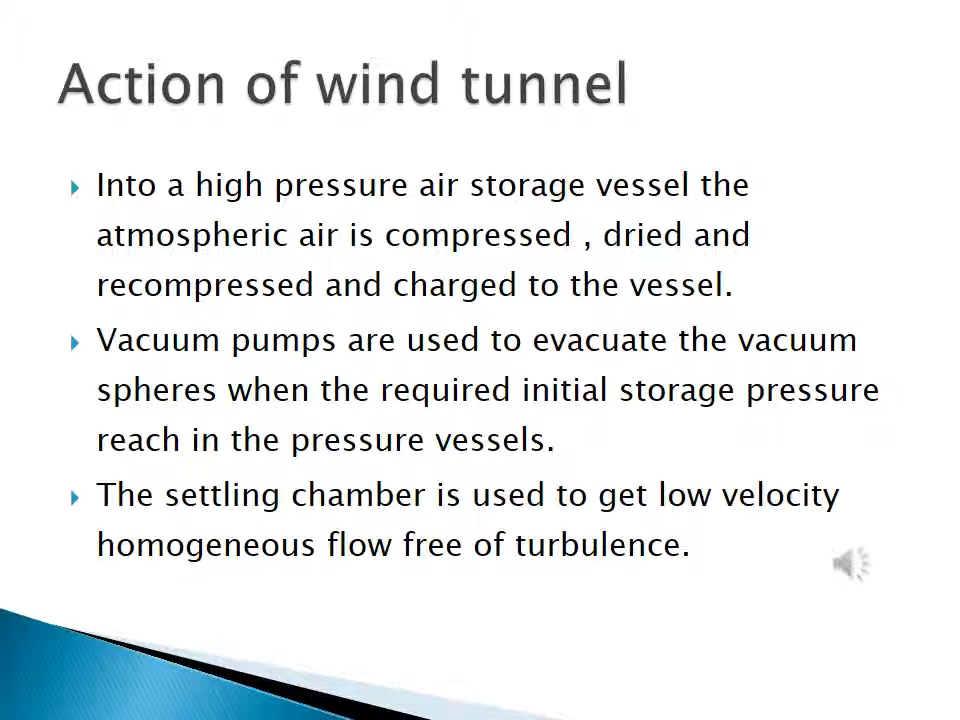 Action of wind tunnel
Into a high pressure air storage vessel the
atmospheric air is compressed , dried and
recompressed and charged to the vessel.
Vacuum pumps are used to evacuate the vacuum
spheres when the required initial storage pressure
reach in the pressure vessels.
The settling chamber is used to get low velocity
homogeneous flow free of turbulence.